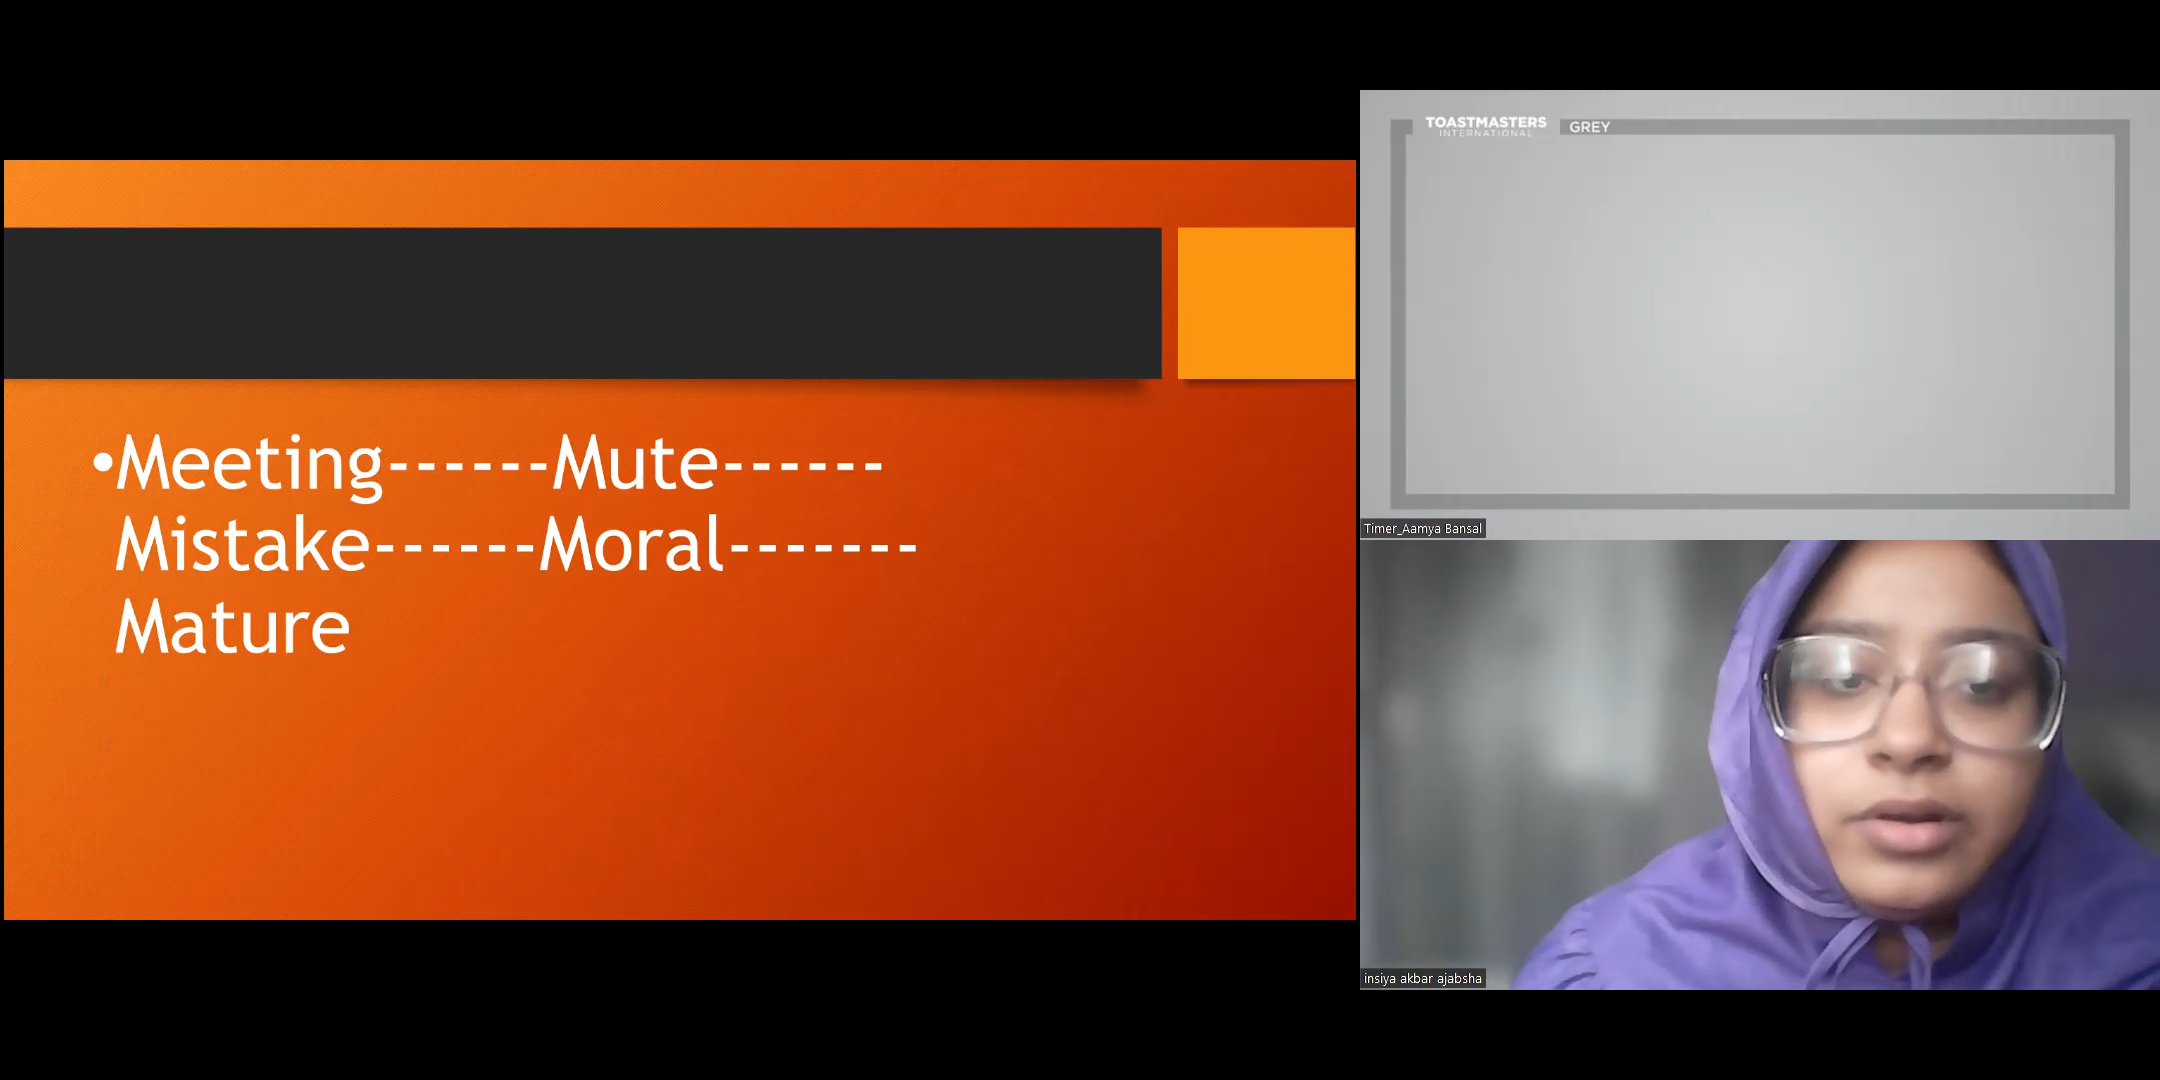 •Meeting------Mute------
Mistake------Moral-------
Mature
TOASTMASTERS
INTERNATIONAL
GREY
Timer_Aamya Bansal
insiya akbar ajabsha